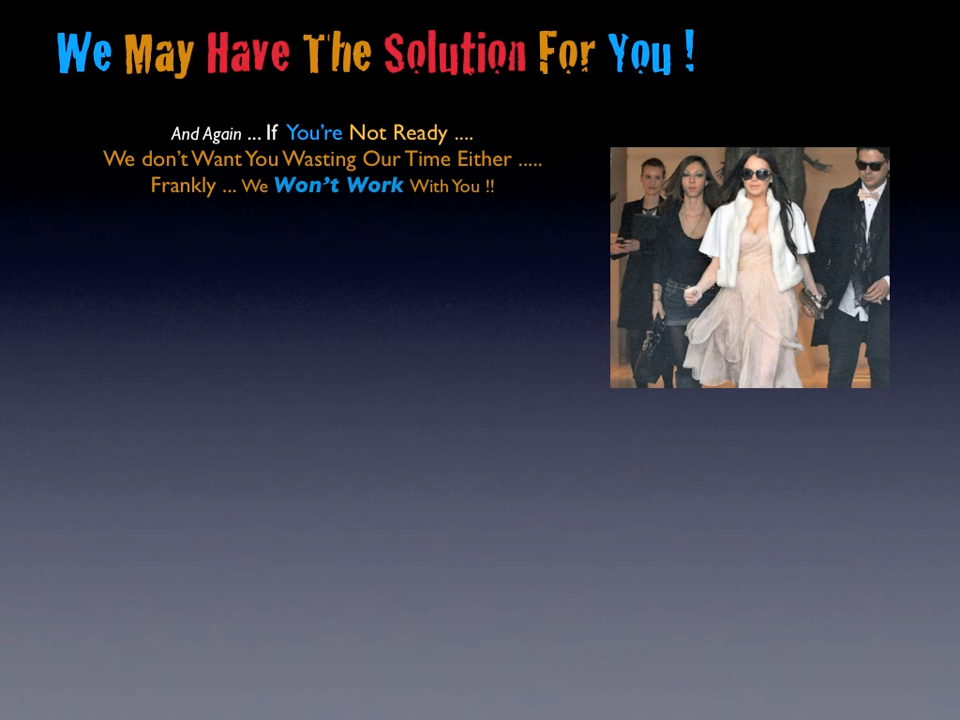 We May Have The Solution For You !
And Again ... If You're Not Ready ....
We don't Want You Wasting Our Time Either .....
Frankly ... We Won't Work With You !!